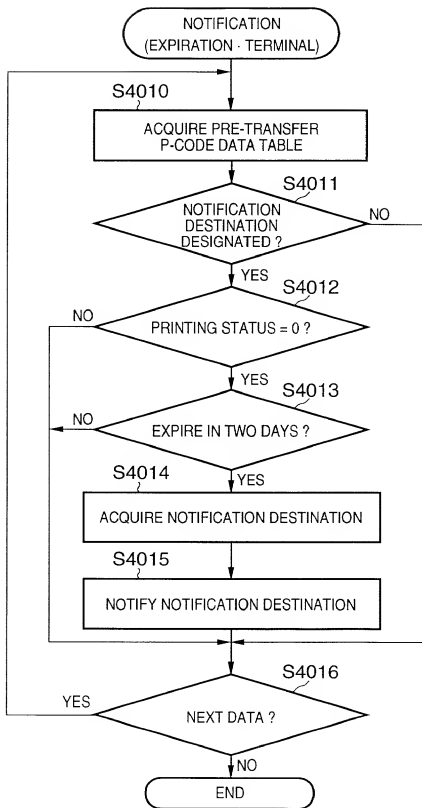 NOTIFICATION
(EXPIRATION · TERMINAL)
S4010
ACQUIRE PRE-TRANSFER
P-CODE DATA TABLE
S4011
NOTIFICATION
DESTINATION
DESIGNATED ?
NO
YES
S4012
NO
PRINTING STATUS = 0 ?
YES
S4013
NO
EXPIRE IN TWO DAYS ?
S4014
YES
ACQUIRE NOTIFICATION DESTINATION
S4015
NOTIFY NOTIFICATION DESTINATION
S4016
YES
NEXT DATA ?
NO
END